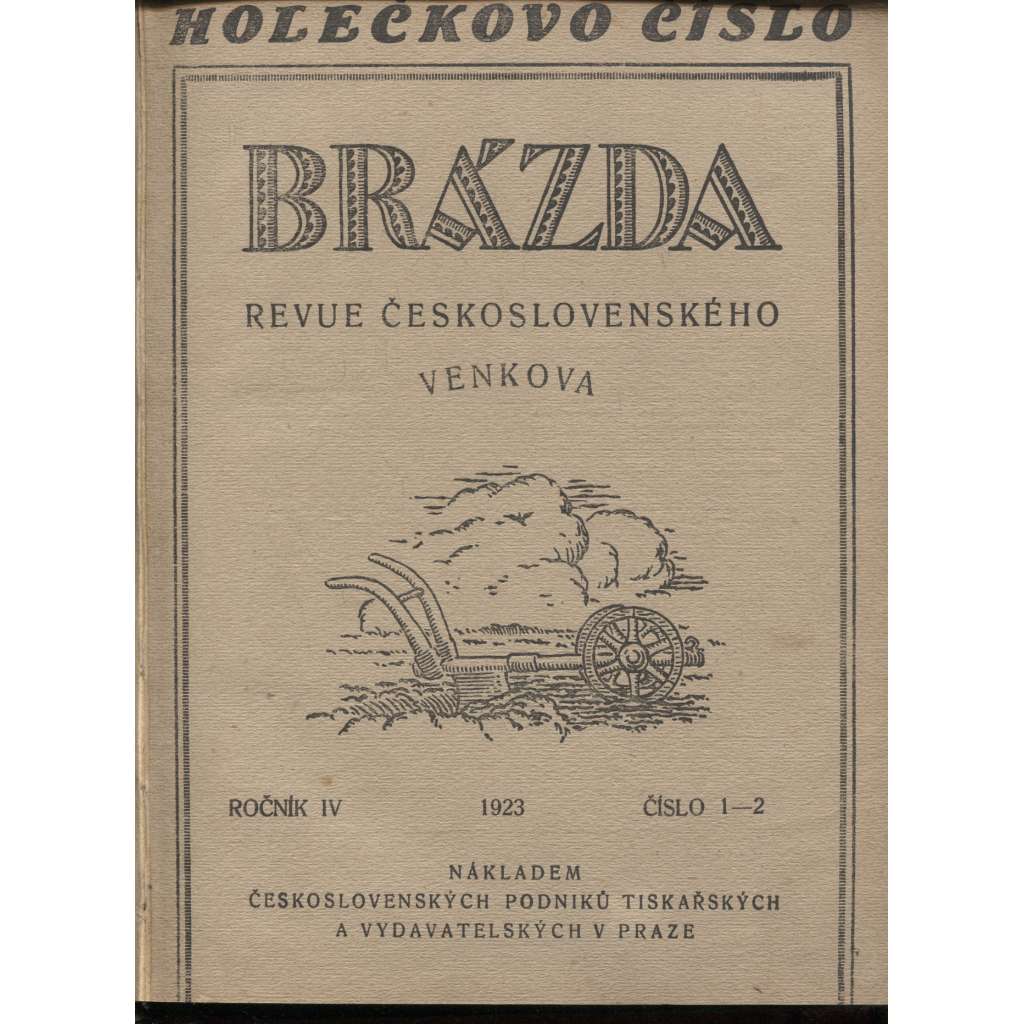 HOLEČKOVO ČÍSLO
BRÁZDA
REVUE ČESKOSLOVENSKÉHO
VENKOVA
ROČNÍK IV 1923 ČÍSLO 1—2
NÁKLADEM
ČESKOSLOVENSKÝCH PODNIKŮ TISKAŘSKÝCH
A VYDAVATELSKÝCH V PRAZE